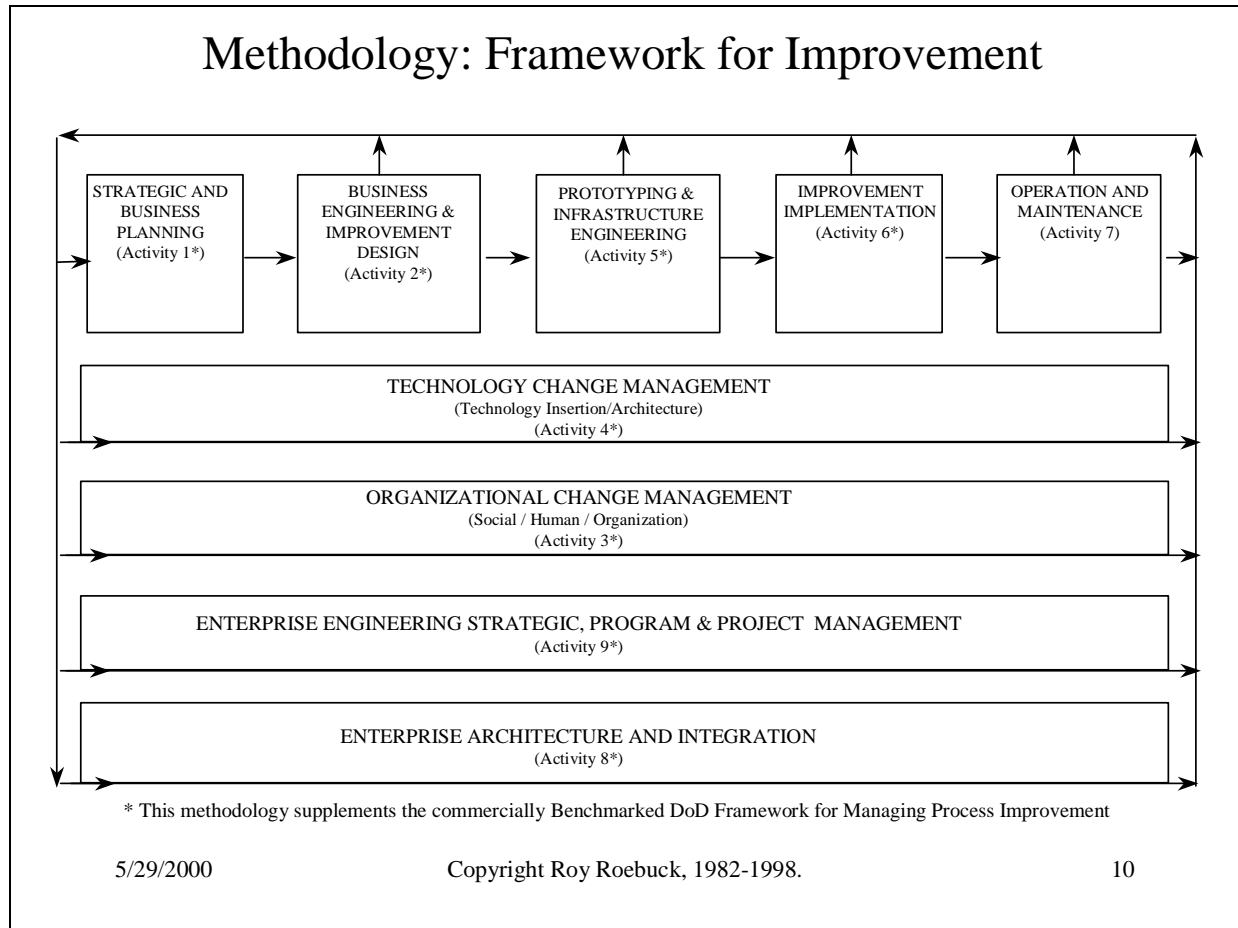 Methodology: Framework for Improvement
STRATEGIC AND
BUSINESS
PLANNING
(Activity 1*)
BUSINESS
ENGINEERING &
IMPROVEMENT
DESIGN
(Activity 2*)
PROTOTYPING &
INFRASTRUCTURE
ENGINEERING
(Activity 5*)
IMPROVEMENT
IMPLEMENTATION
(Activity 6*)
OPERATION AND
MAINTENANCE
(Activity 7)
TECHNOLOGY CHANGE MANAGEMENT
(Technology Insertion/Architecture)
(Activity 4*)
ORGANIZATIONAL CHANGE MANAGEMENT
(Social / Human / Organization)
(Activity 3*)
ENTERPRISE ENGINEERING STRATEGIC, PROGRAM & PROJECT MANAGEMENT
(Activity 9*)
ENTERPRISE ARCHITECTURE AND INTEGRATION
(Activity 8*)
* This methodology supplements the commercially Benchmarked DoD Framework for Managing Process Improvement
5/29/2000 Copyright Roy Roebuck, 1982-1998. 10